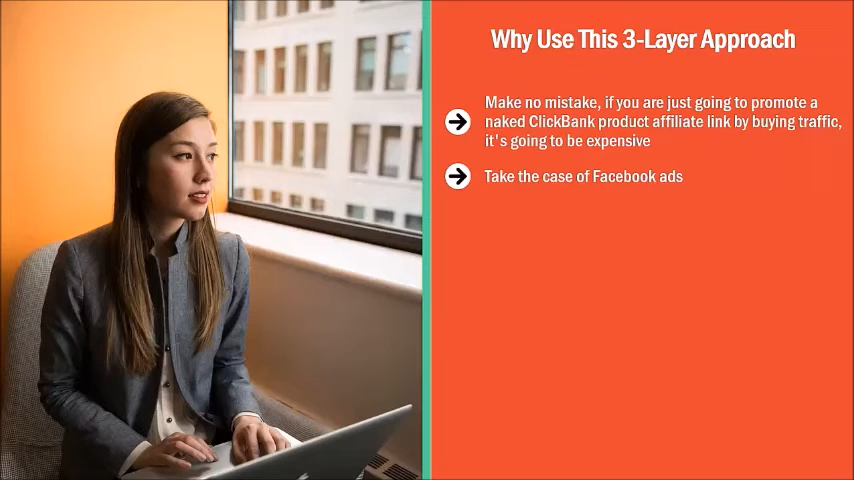 Why Use This 3-Layer Approach
Make no mistake, if you are just going to promote a
naked ClickBank product affiliate link by buying traffic,
it's going to be expensive
Take the case of Facebook ads